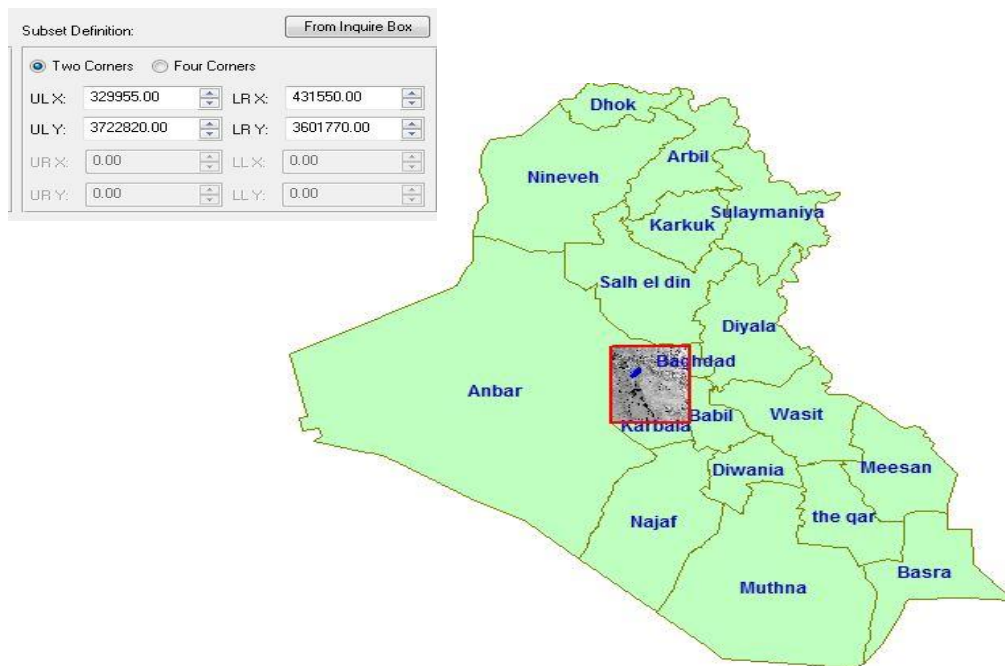 Subset Definition:
From Inquire Box
Two Corners
Four Corners
UL X: 329955.00 LR X: 431550.00
UL Y: 3722820.00 LR Y: 3601770.00
UR X: 0.00 LL X: 0.00
UR Y: 0.00 LL Y: 0.00
Dhok
Arbil
Nineveh
Sulaymaniya
Karkuk
Salh el din
Diyala
Baghdad
Anbar
Babil
Wasit
Karbala
Diwania
Meesan
Najaf
the qar
Basra
Muthna